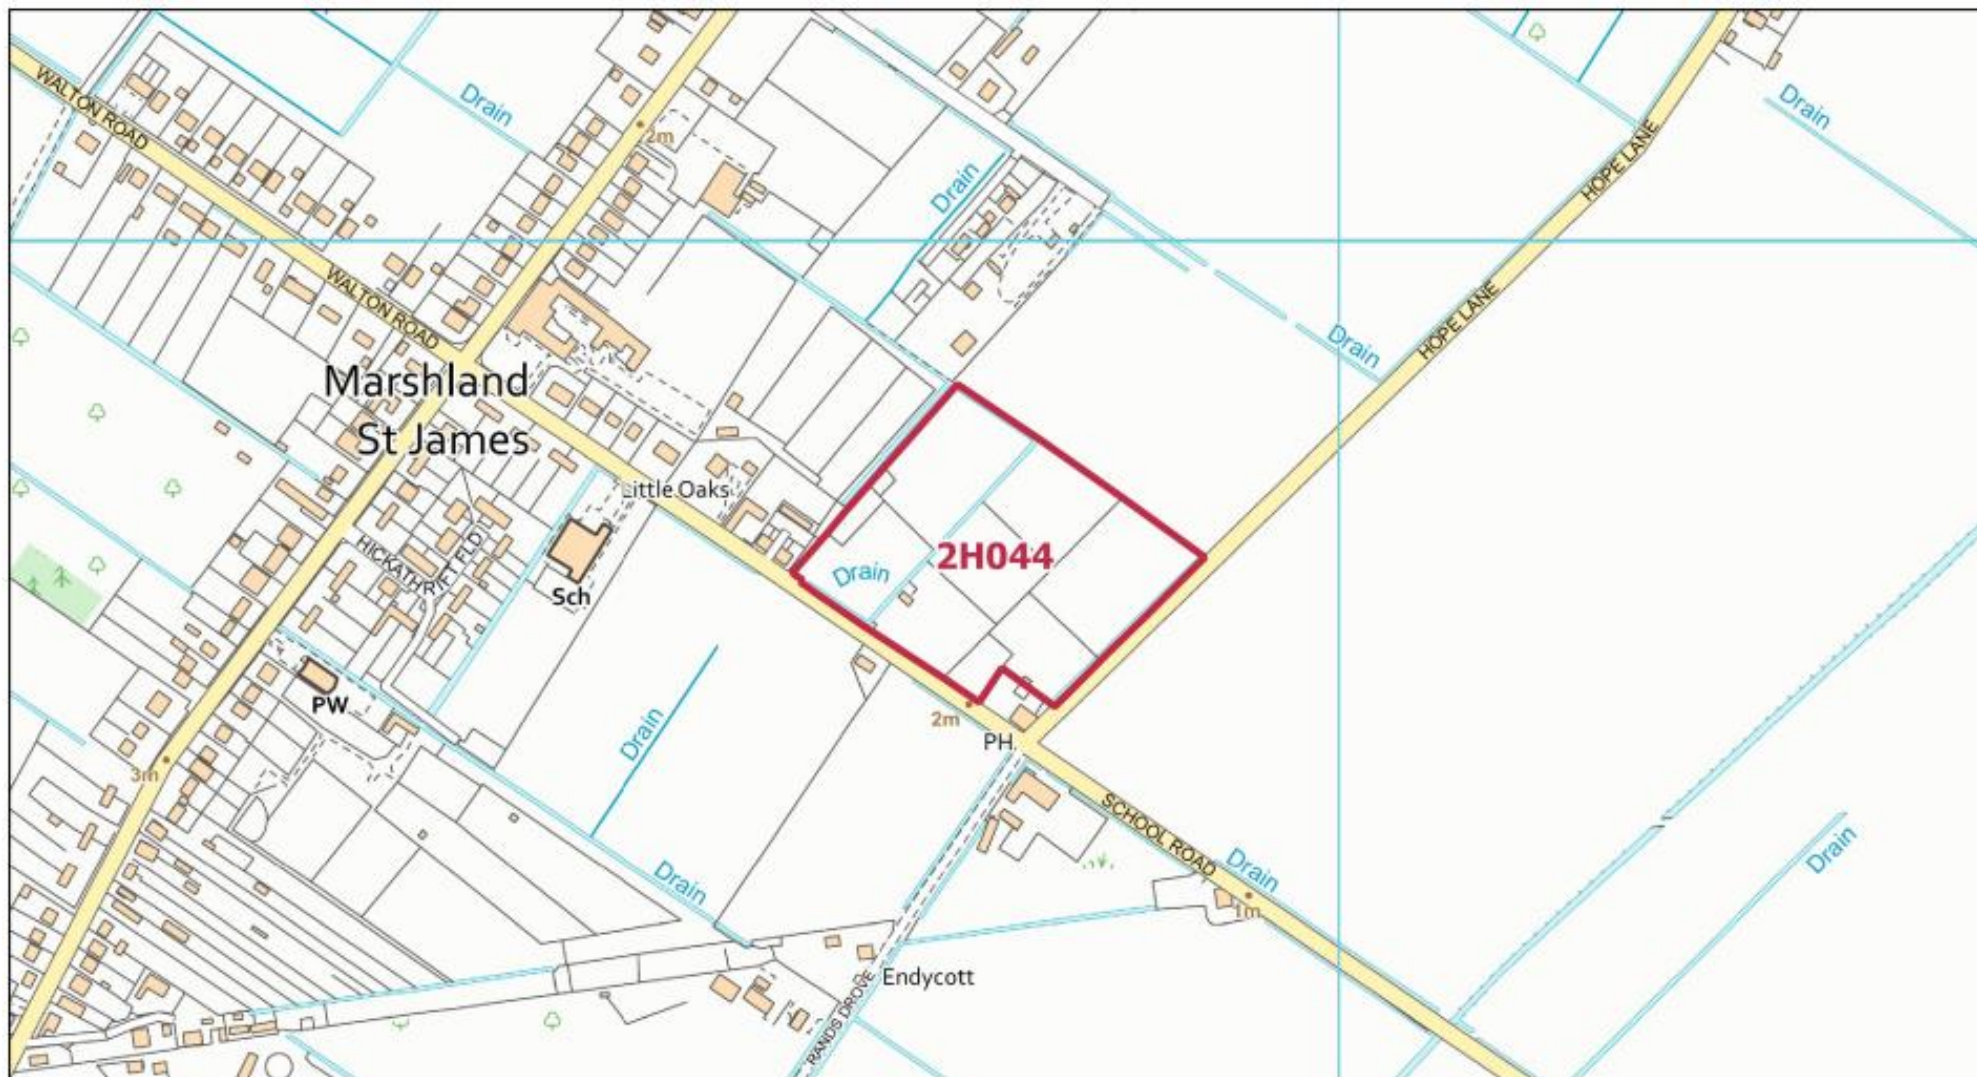 WALTON ROAD
Drain
2m
Drain
HOPE LANE
Drain
WALTON ROAD
HOPE LANE
Drain
Marshland
St James
Little Oaks
HICKATHRIFT FLD
Sch
Drain
2H044
PW
2m
PH
Drain
3m
SCHOOL ROAD
Drain
1m
Drain
Drain
Endycott
RANDS DROVE